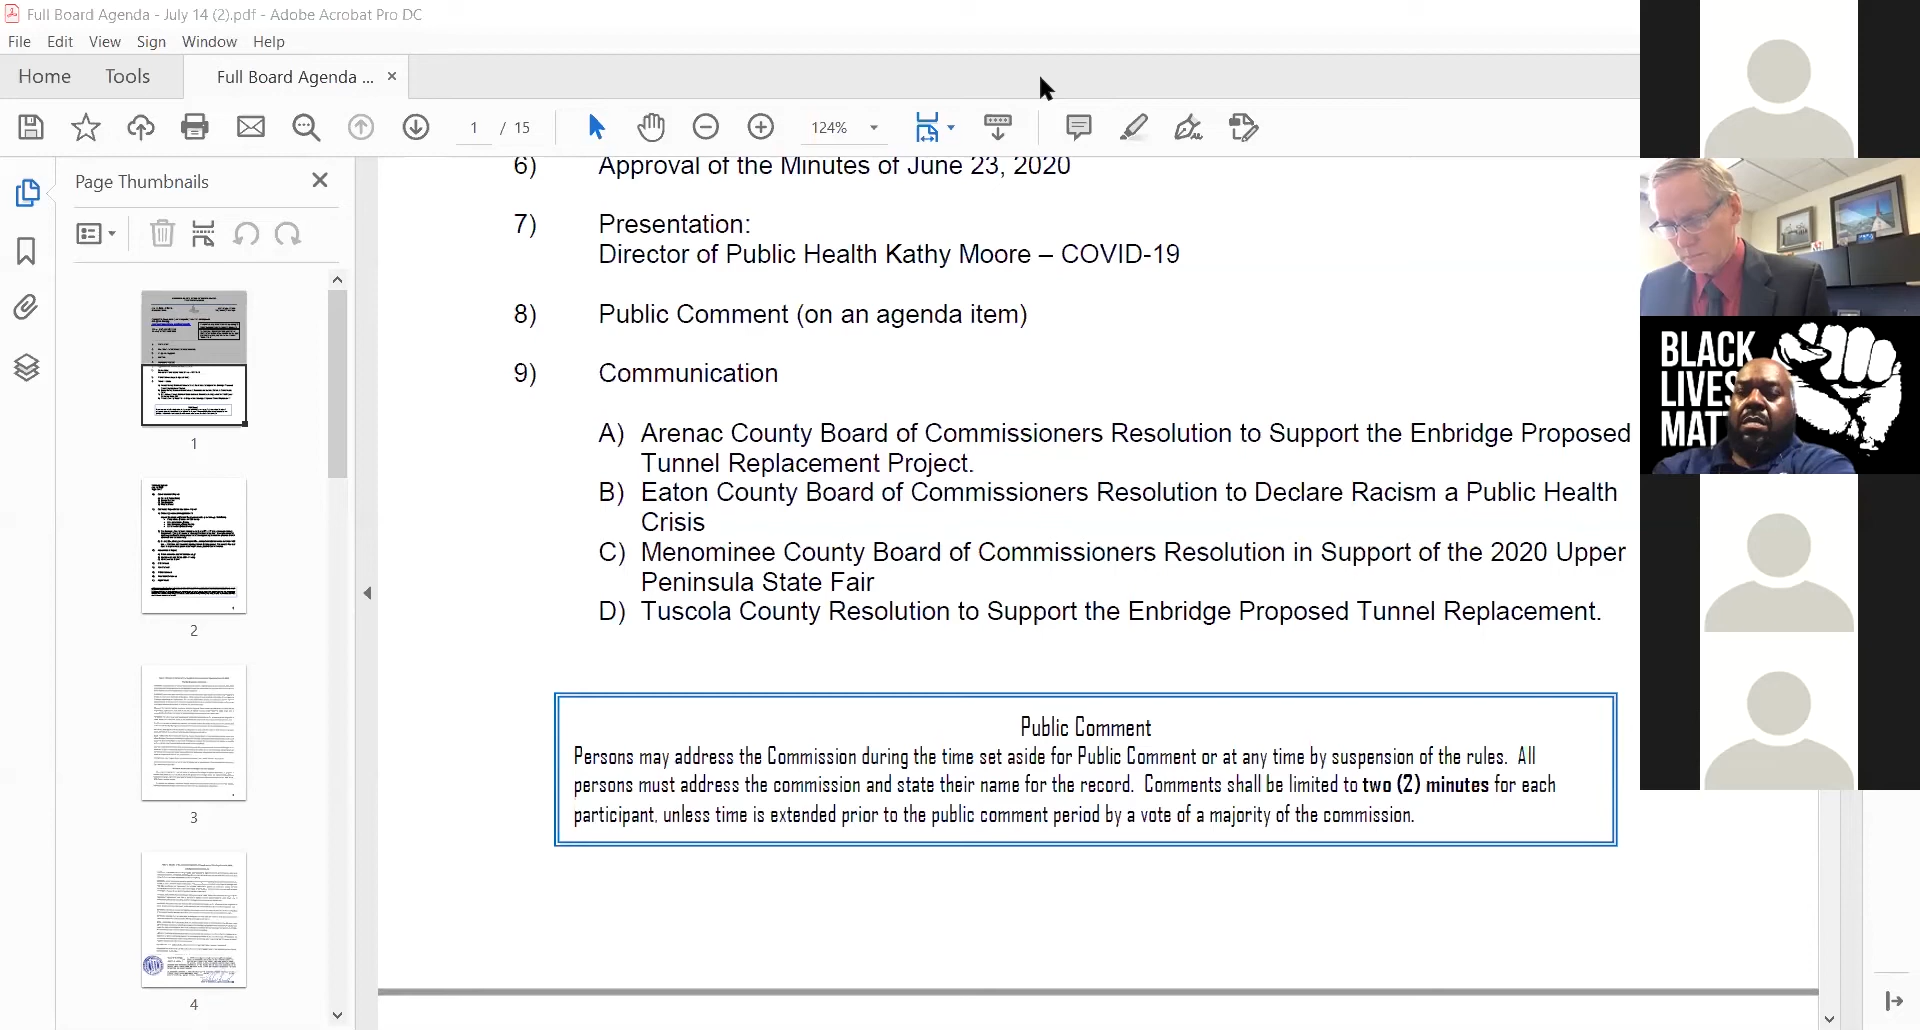 Full Board Agenda - July 14 (2).pdf - Adobe Acrobat Pro DC
File Edit View Sign Window Help
Home Tools Full Board Agenda ... ×
1 / 15 124%
Page Thumbnails
1
2
3
4
6) Approval of the Minutes of June 23, 2020
7) Presentation:
Director of Public Health Kathy Moore – COVID-19
8) Public Comment (on an agenda item)
9) Communication
A) Arenac County Board of Commissioners Resolution to Support the Enbridge Proposed
Tunnel Replacement Project.
B) Eaton County Board of Commissioners Resolution to Declare Racism a Public Health
Crisis
C) Menominee County Board of Commissioners Resolution in Support of the 2020 Upper
Peninsula State Fair
D) Tuscola County Resolution to Support the Enbridge Proposed Tunnel Replacement.
Public Comment
Persons may address the Commission during the time set aside for Public Comment or at any time by suspension of the rules. All
persons must address the commission and state their name for the record. Comments shall be limited to two (2) minutes for each
participant, unless time is extended prior to the public comment period by a vote of a majority of the commission.
BLACK
LIVES
MAT